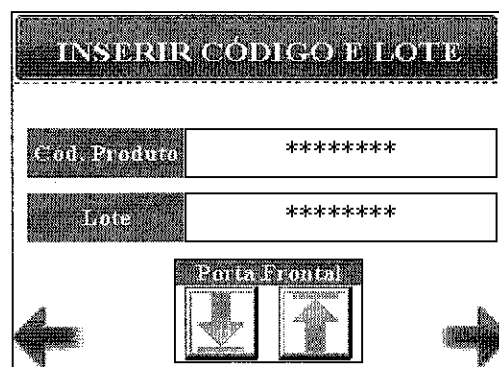 INSERIR CÓDIGO E LOTE
Cod. Produto
********
Lote
********
Porta Frontal